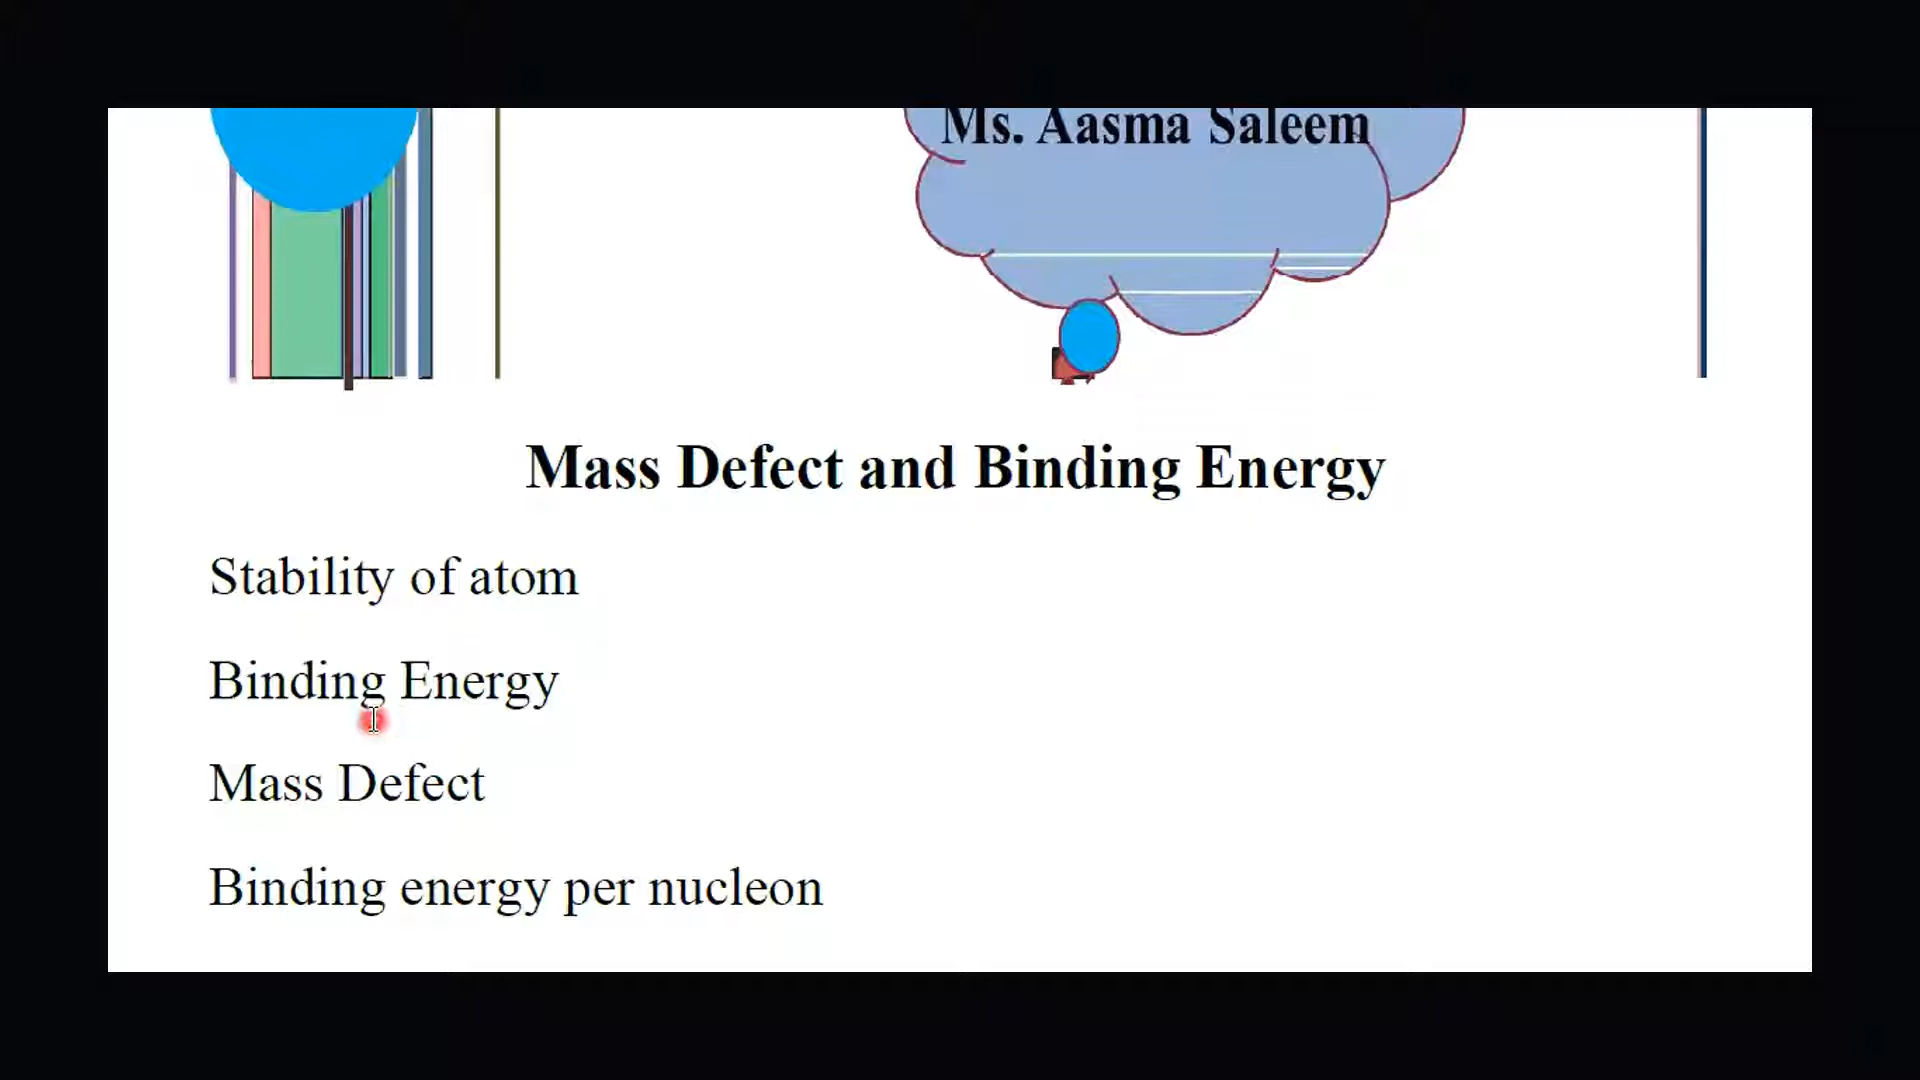 Ms. Aasma Saleem
Mass Defect and Binding Energy
Stability of atom
Binding Energy
Mass Defect
Binding energy per nucleon